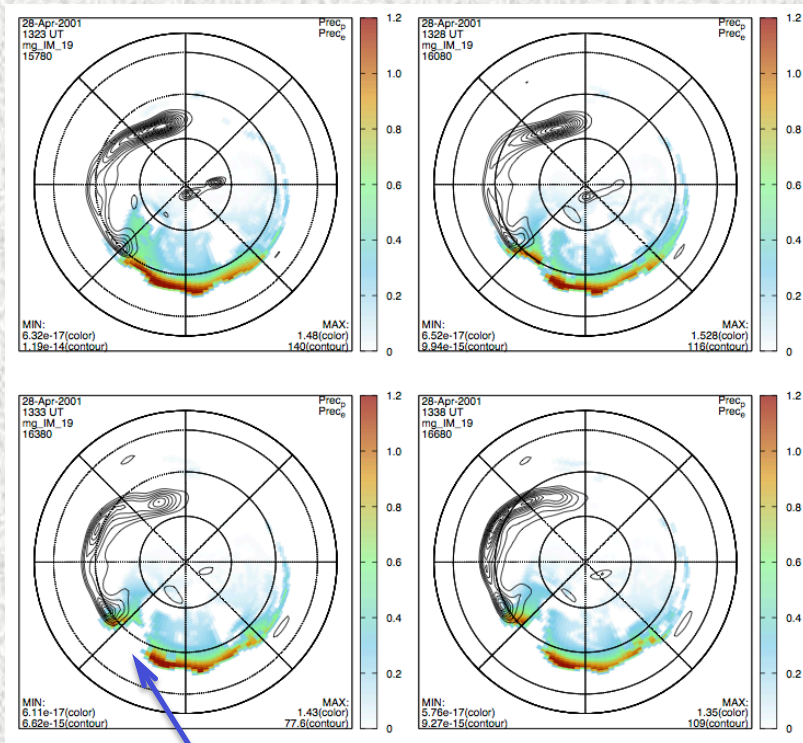 28-Apr-2001
1323 UT
mg_IM_19
15780
Prec_p
Prec_e
MIN:
6.32e-17(color)
1.19e-14(contour)
MAX:
1.48(color)
140(contour)
1.2
1.0
0.8
0.6
0.4
0.2
0
28-Apr-2001
1328 UT
mg_IM_19
16080
Prec_p
Prec_e
MIN:
6.52e-17(color)
9.94e-15(contour)
MAX:
1.528(color)
116(contour)
1.2
1.0
0.8
0.6
0.4
0.2
0
28-Apr-2001
1333 UT
mg_IM_19
16380
Prec_p
Prec_e
MIN:
6.11e-17(color)
6.62e-15(contour)
MAX:
1.43(color)
77.6(contour)
1.2
1.0
0.8
0.6
0.4
0.2
0
28-Apr-2001
1338 UT
mg_IM_19
16680
Prec_p
Prec_e
MIN:
5.76e-17(color)
9.27e-15(contour)
MAX:
1.35(color)
109(contour)
1.2
1.0
0.8
0.6
0.4
0.2
0